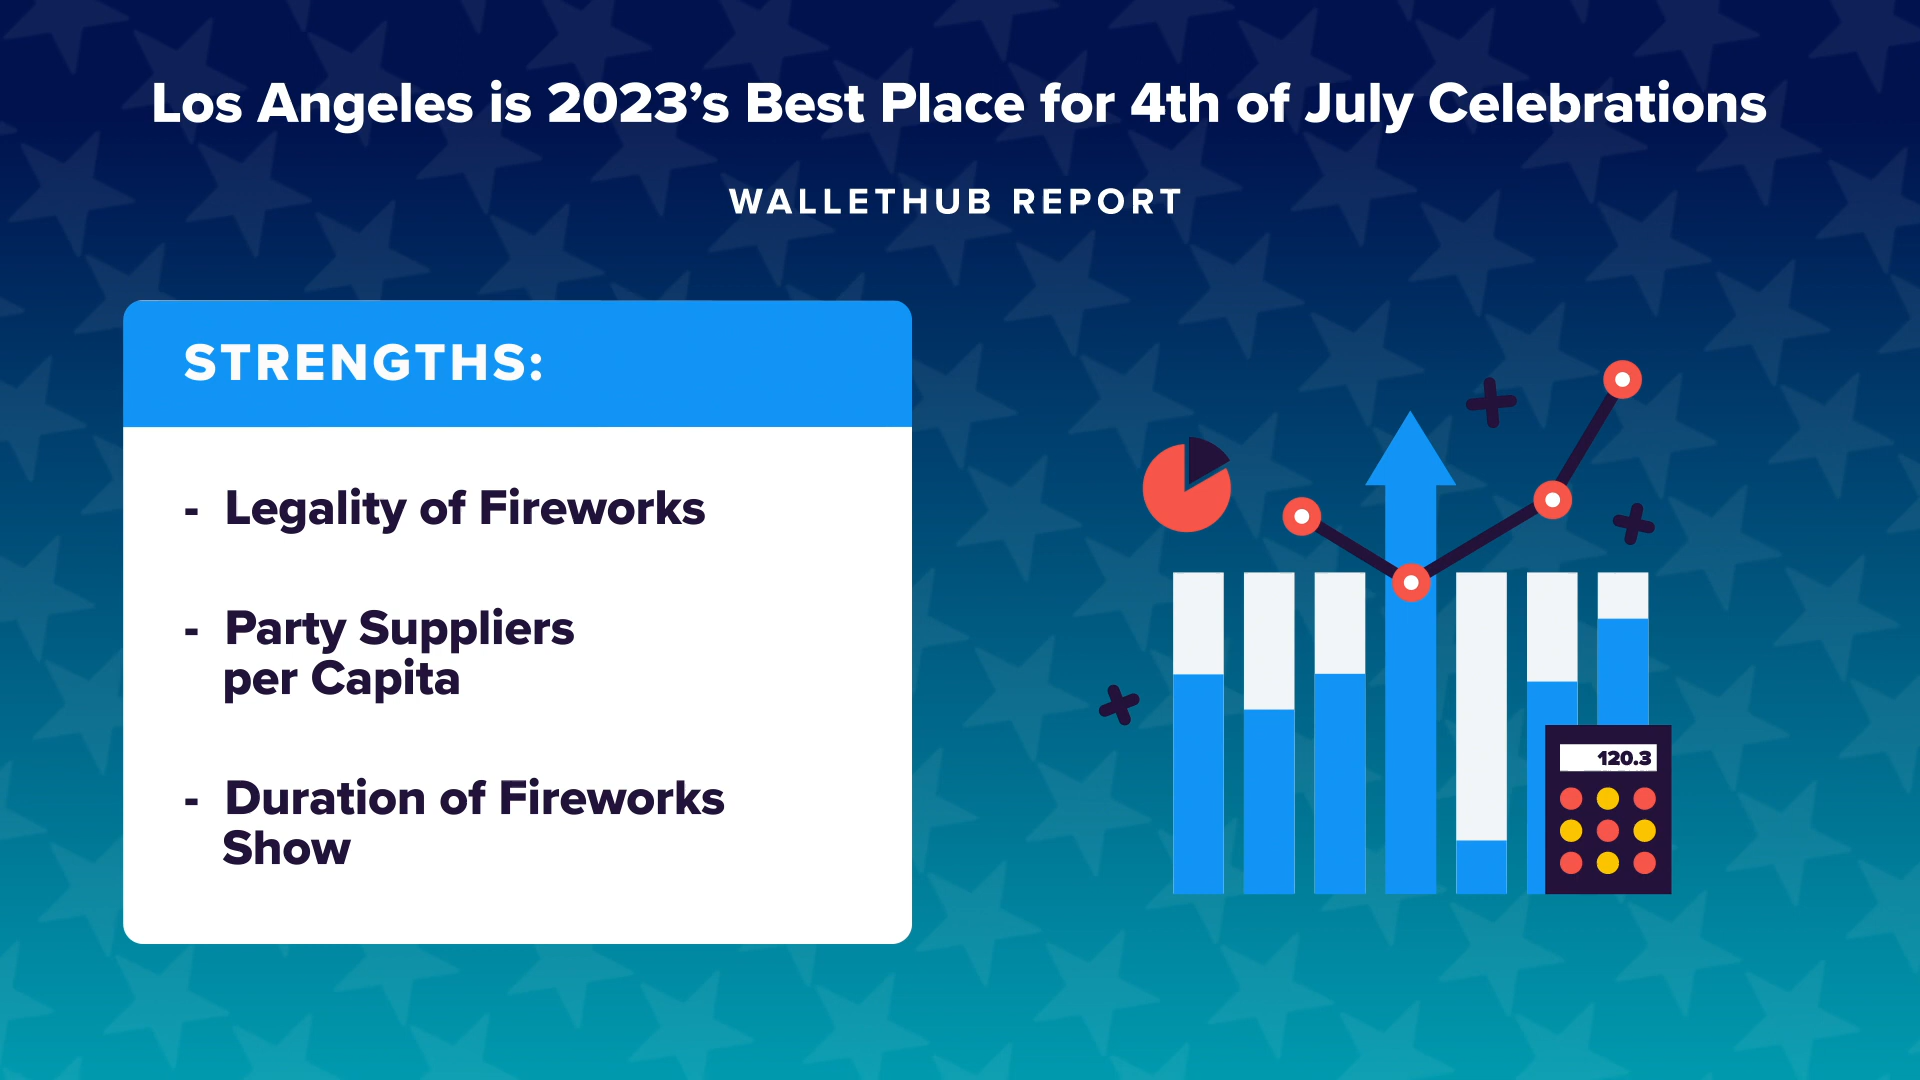 Los Angeles is 2023’s Best Place for 4th of July Celebrations
WALLETHUB REPORT
STRENGTHS:
- Legality of Fireworks
- Party Suppliers
per Capita
- Duration of Fireworks
Show
120.3